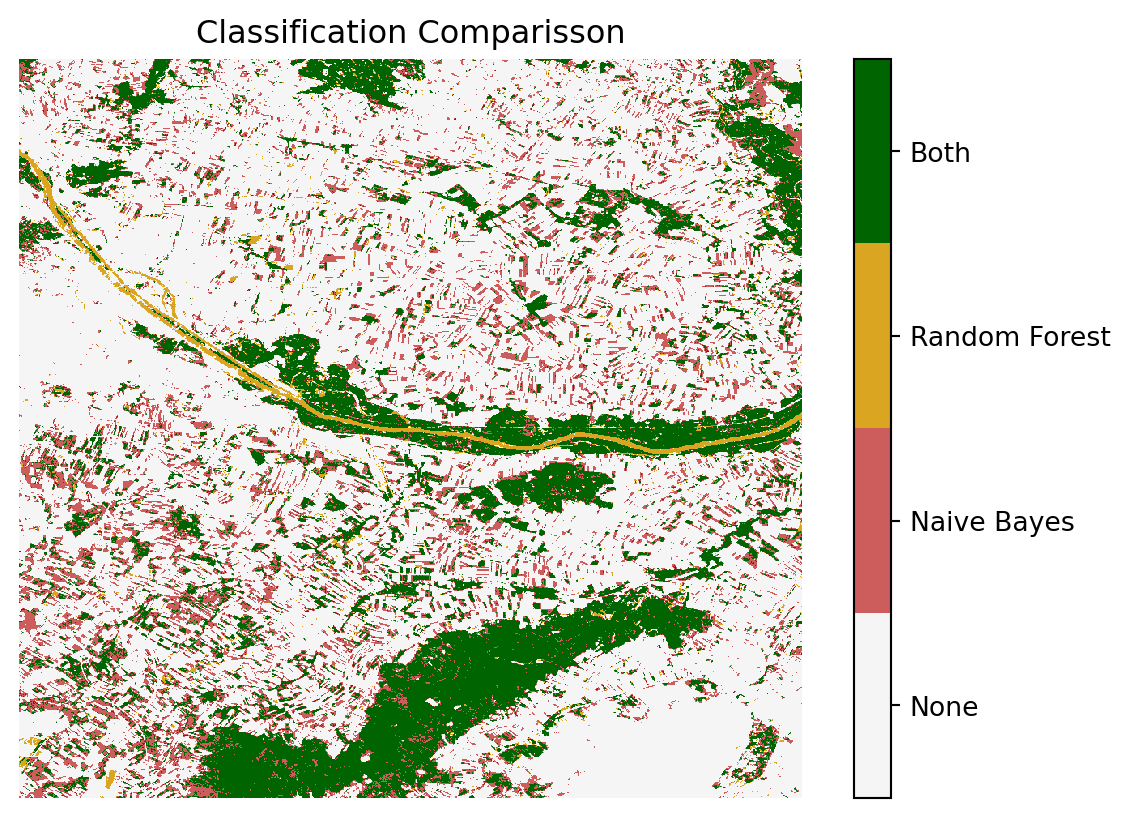 Classification Comparisson
Both
Random Forest
Naive Bayes
None